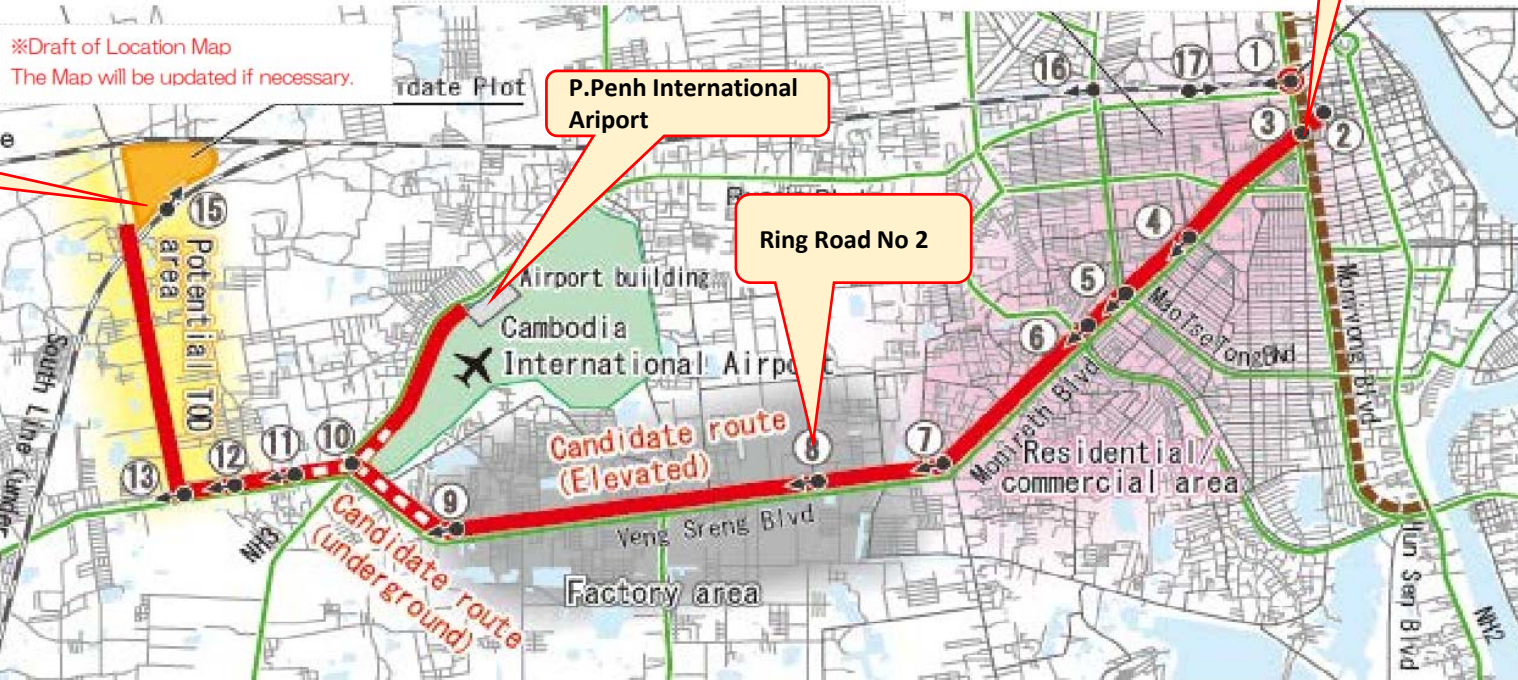 ※Draft of Location Map
The Map will be updated if necessary.
Plot
P.Penh International
Ariport
Ring Road No 2
1
2
3
4
5
6
7
8
9
10
11
12
13
15
16
17
Potential TOD
area
Airport building
Cambodia
International Airport
Candidate route
(Elevated)
Candidate route
(underground)
Veng Sreng Blvd
Factory area
Residential/
commercial area
Monireth Blvd
MoTseTongBlvd
Monivong Blvd
Hun Sen Blvd
NH2
NH3
South Line (under